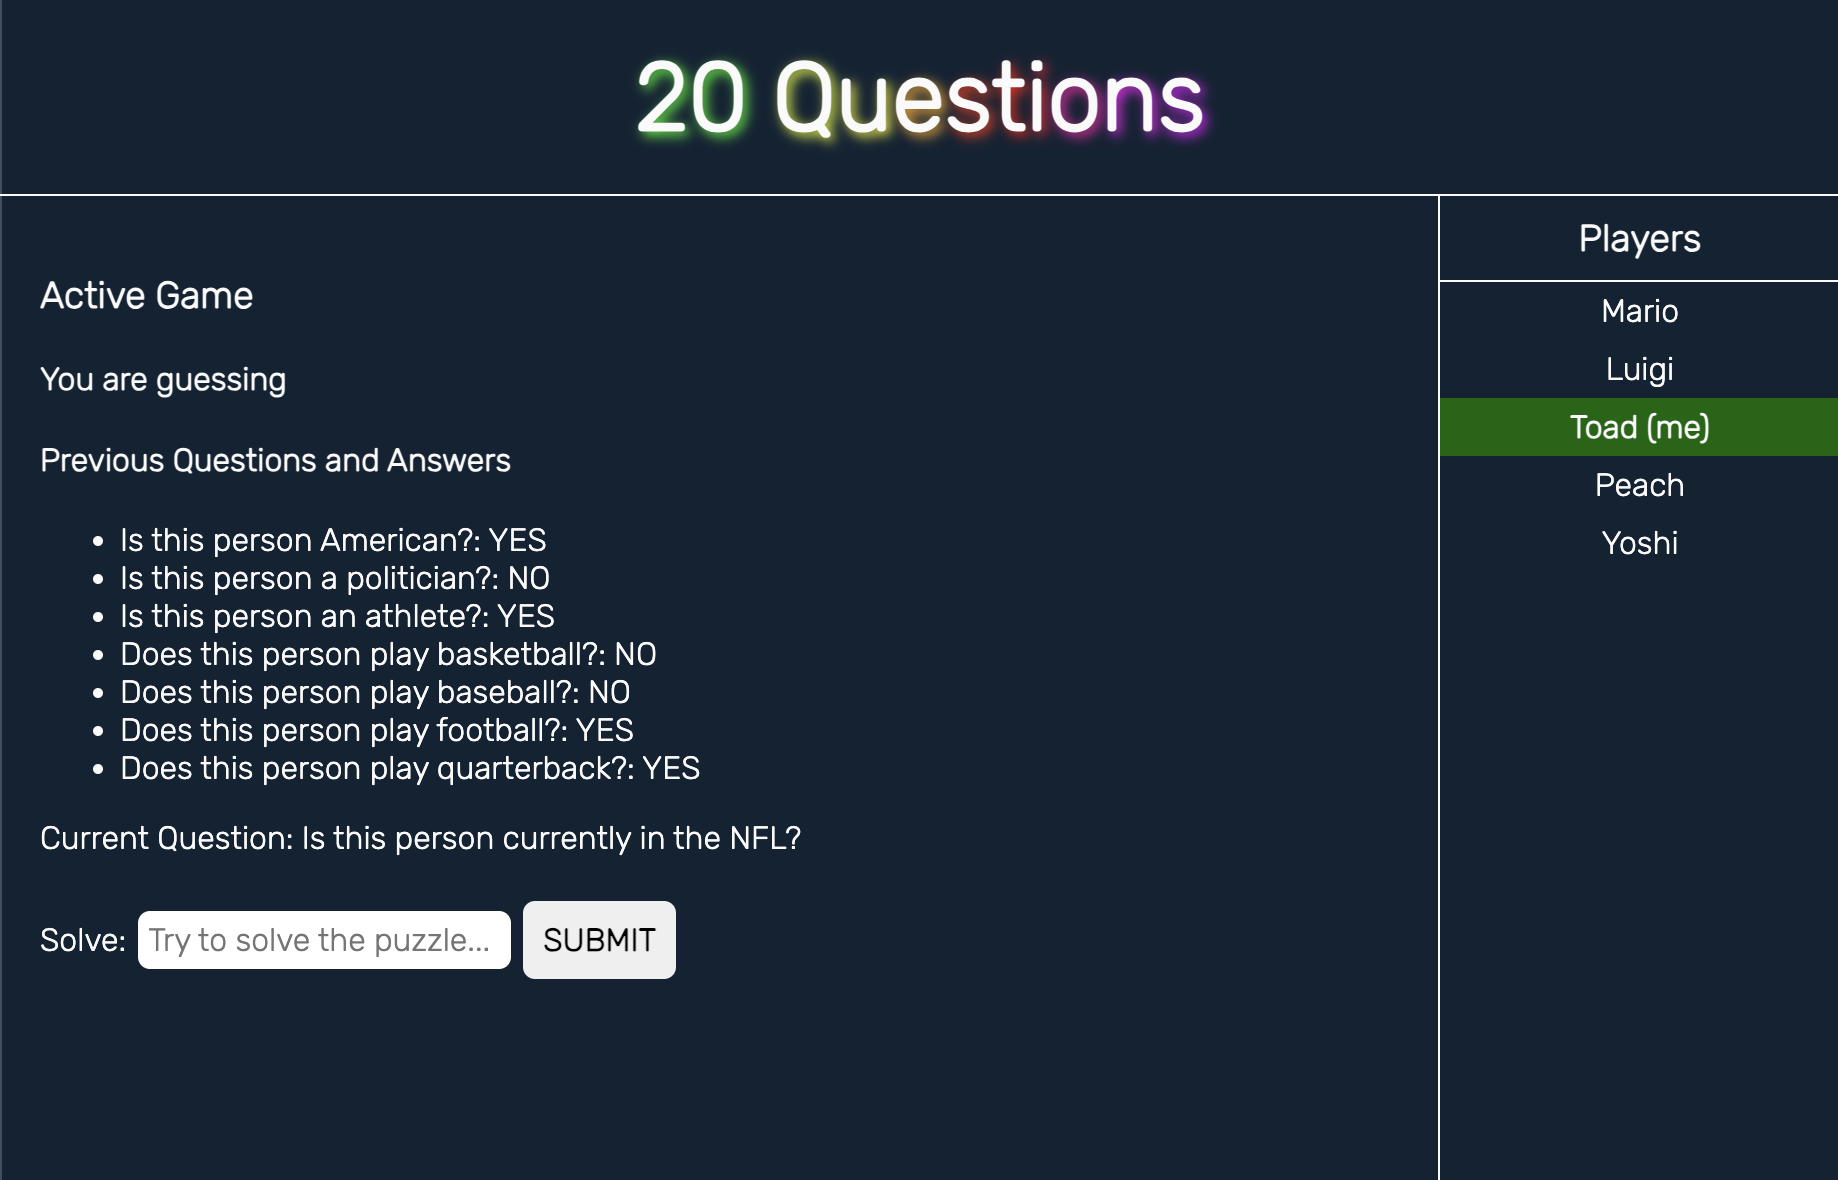 20 Questions
Players
Mario
Luigi
Toad (me)
Peach
Yoshi
Active Game
You are guessing
Previous Questions and Answers
• Is this person American?: YES
• Is this person a politician?: NO
• Is this person an athlete?: YES
• Does this person play basketball?: NO
• Does this person play baseball?: NO
• Does this person play football?: YES
• Does this person play quarterback?: YES
Current Question: Is this person currently in the NFL?
Solve: Try to solve the puzzle... SUBMIT